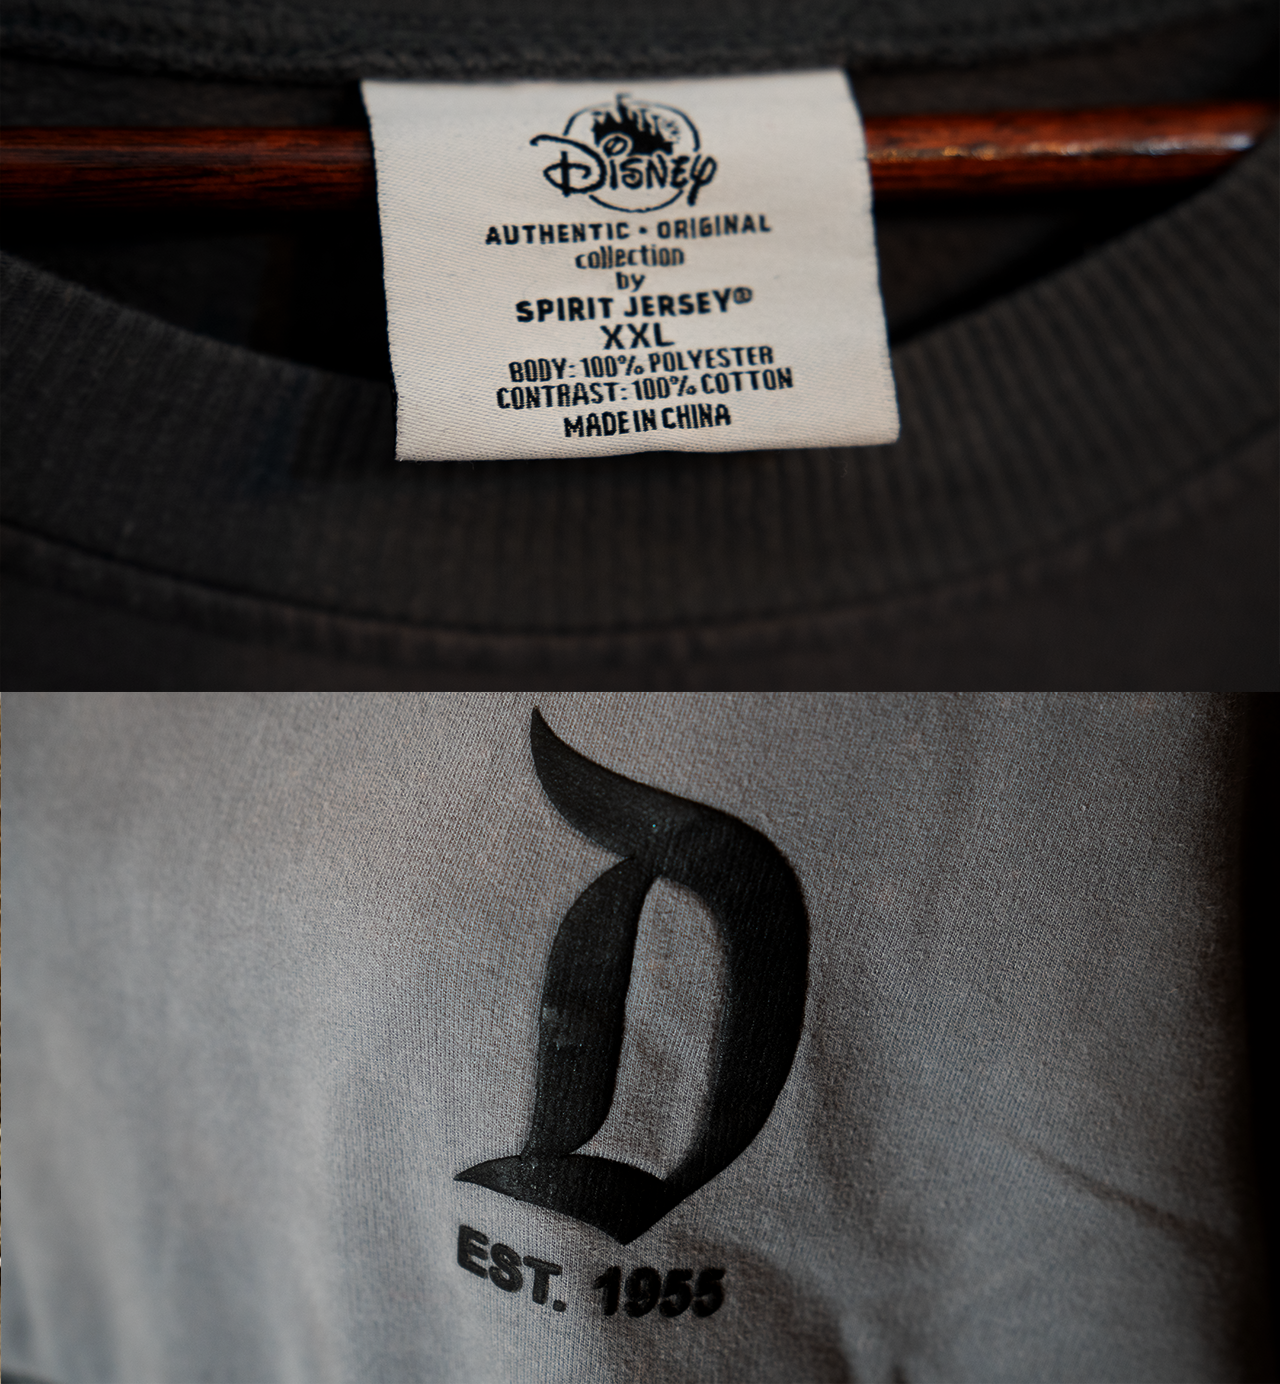 Disney
AUTHENTIC • ORIGINAL
collection
by
SPIRIT JERSEY®
XXL
BODY: 100% POLYESTER
CONTRAST: 100% COTTON
MADE IN CHINA
D
EST. 1955